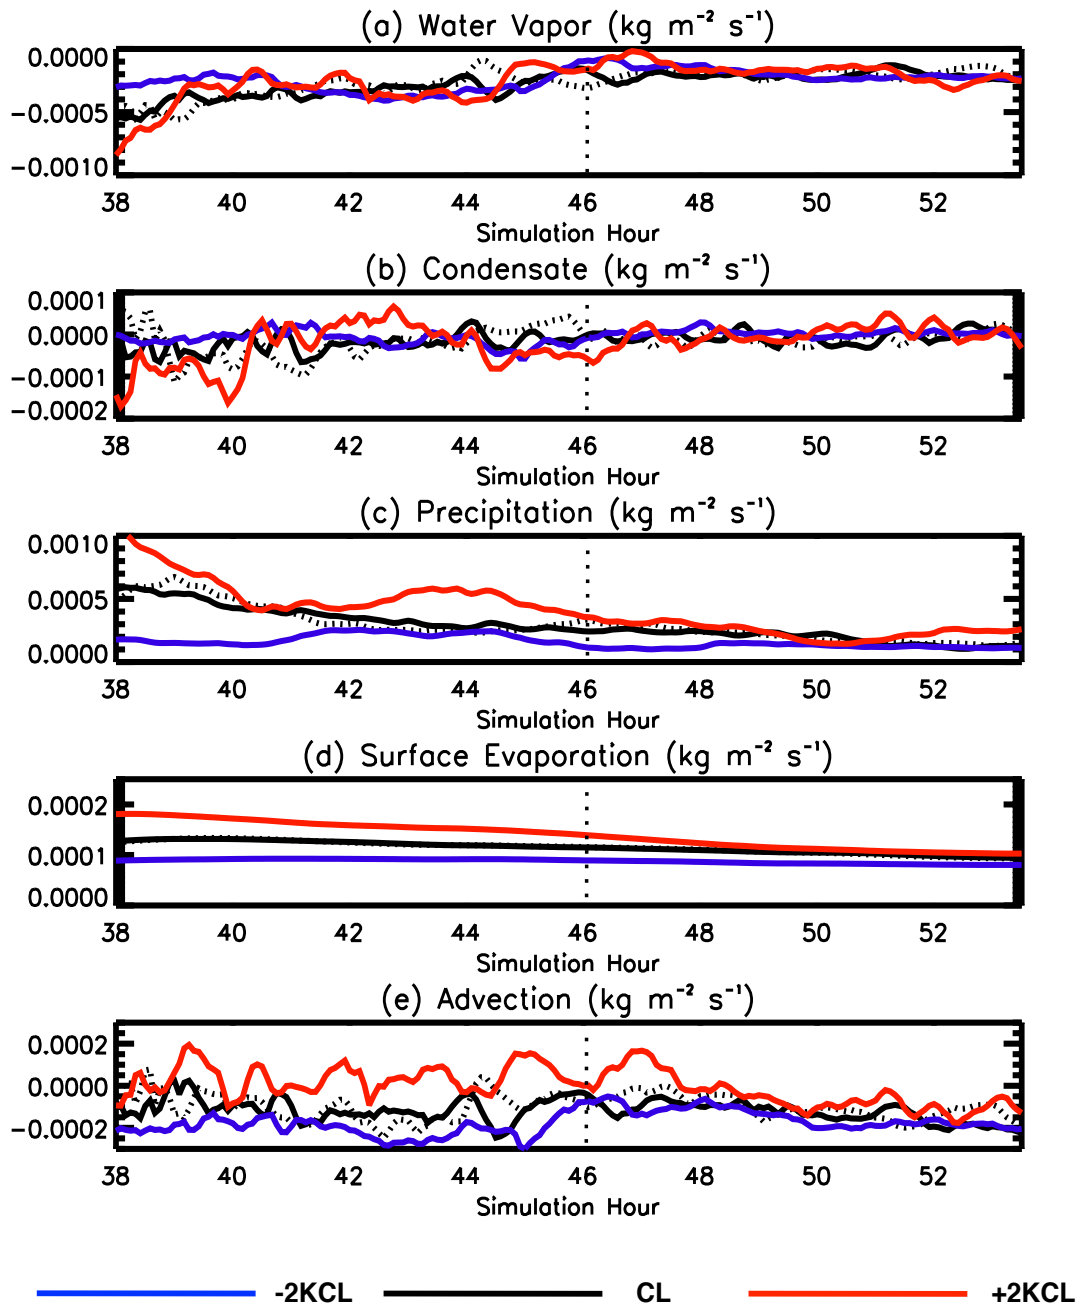 (a) Water Vapor (kg m⁻² s⁻¹)
0.0000
−0.0005
−0.0010
38 40 42 44 46 48 50 52
Simulation Hour
(b) Condensate (kg m⁻² s⁻¹)
0.0001
0.0000
−0.0001
−0.0002
38 40 42 44 46 48 50 52
Simulation Hour
(c) Precipitation (kg m⁻² s⁻¹)
0.0010
0.0005
0.0000
38 40 42 44 46 48 50 52
Simulation Hour
(d) Surface Evaporation (kg m⁻² s⁻¹)
0.0002
0.0001
0.0000
38 40 42 44 46 48 50 52
Simulation Hour
(e) Advection (kg m⁻² s⁻¹)
0.0002
0.0000
−0.0002
38 40 42 44 46 48 50 52
Simulation Hour
-2KCL CL +2KCL